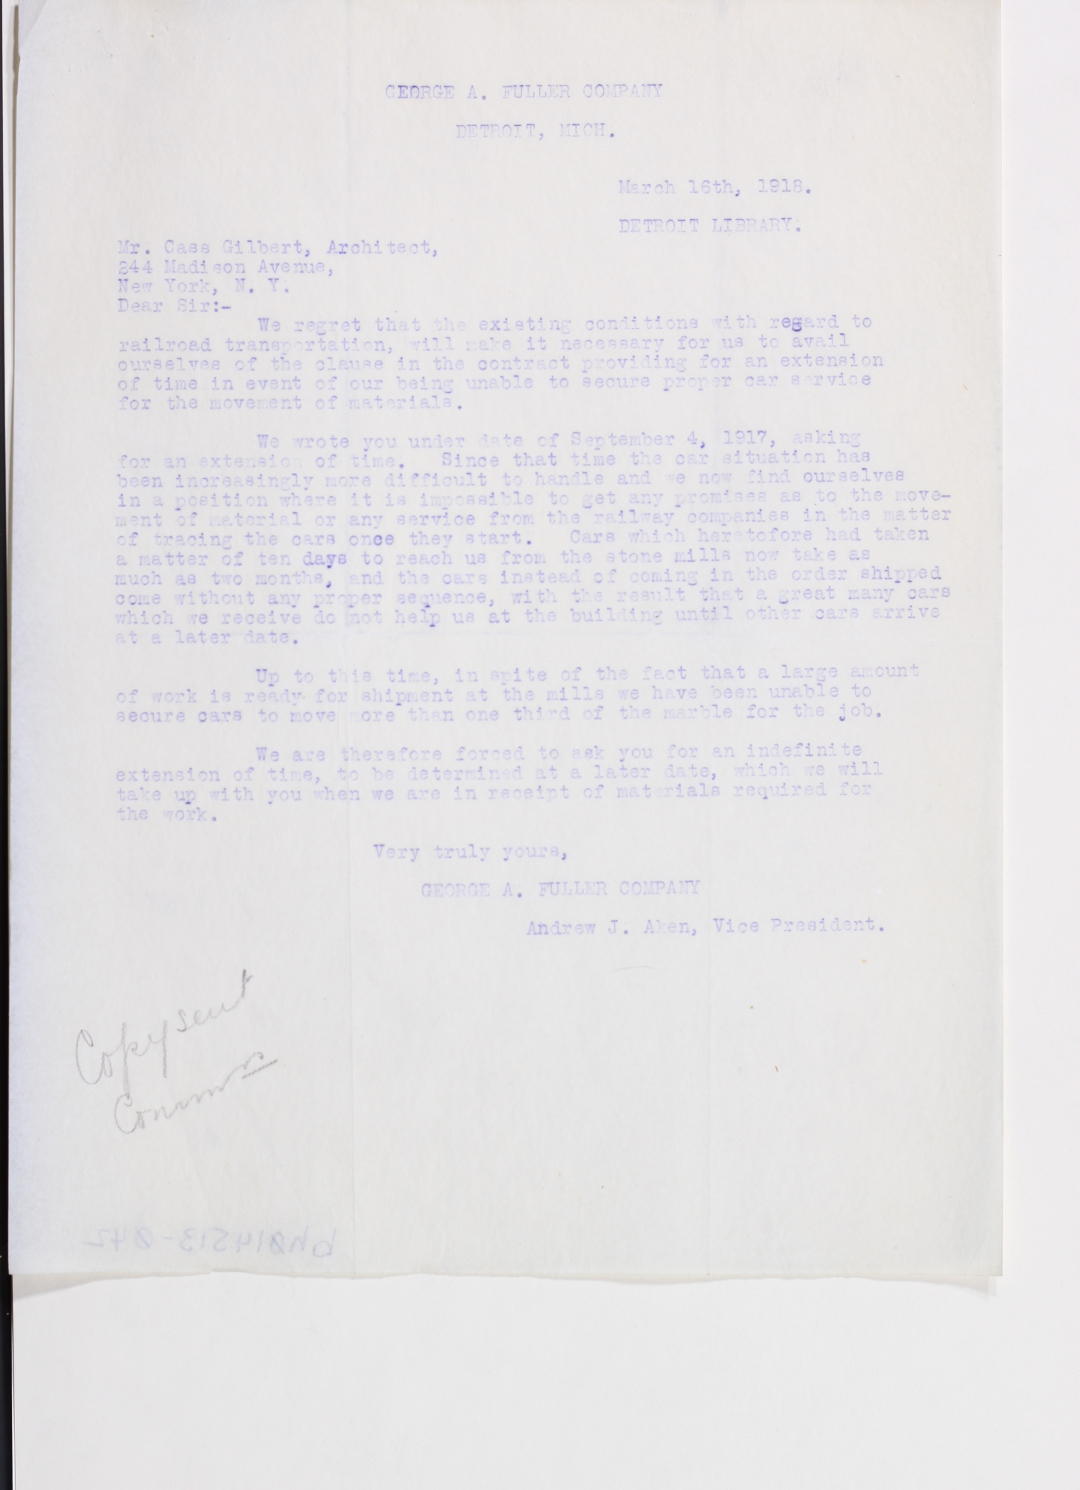 GEORGE A. FULLER COMPANY
DETROIT, MICH.
March 16th, 1918.
DETROIT LIBRARY.
Mr. Cass Gilbert, Architect,
244 Madison Avenue,
New York, N. Y.
Dear Sir:-
We regret that the existing conditions with regard to
railroad transportation, will make it necessary for us to avail
ourselves of the clause in the contract providing for an extension
of time in event of our being unable to secure proper car service
for the movement of materials.
We wrote you under date of September 4, 1917, asking
for an extension of time. Since that time the car situation has
been increasingly more difficult to handle and we now find ourselves
in a position where it is impossible to get any promises as to the move-
ment of material or any service from the railway companies in the matter
of tracing the cars once they start. Cars which heretofore had taken
a matter of ten days to reach us from the stone mills now take as
much as two months, and the cars instead of coming in the order shipped
come without any proper sequence, with the result that a great many cars
which we receive do not help us at the building until other cars arrive
at a later date.
Up to this time, in spite of the fact that a large amount
of work is ready for shipment at the mills we have been unable to
secure cars to move more than one third of the marble for the job.
We are therefore forced to ask you for an indefinite
extension of time, to be determined at a later date, which we will
take up with you when we are in receipt of materials required for
the work.
Very truly yours,
GEORGE A. FULLER COMPANY
Andrew J. Aken, Vice President.
Copy sent
bh014513-042